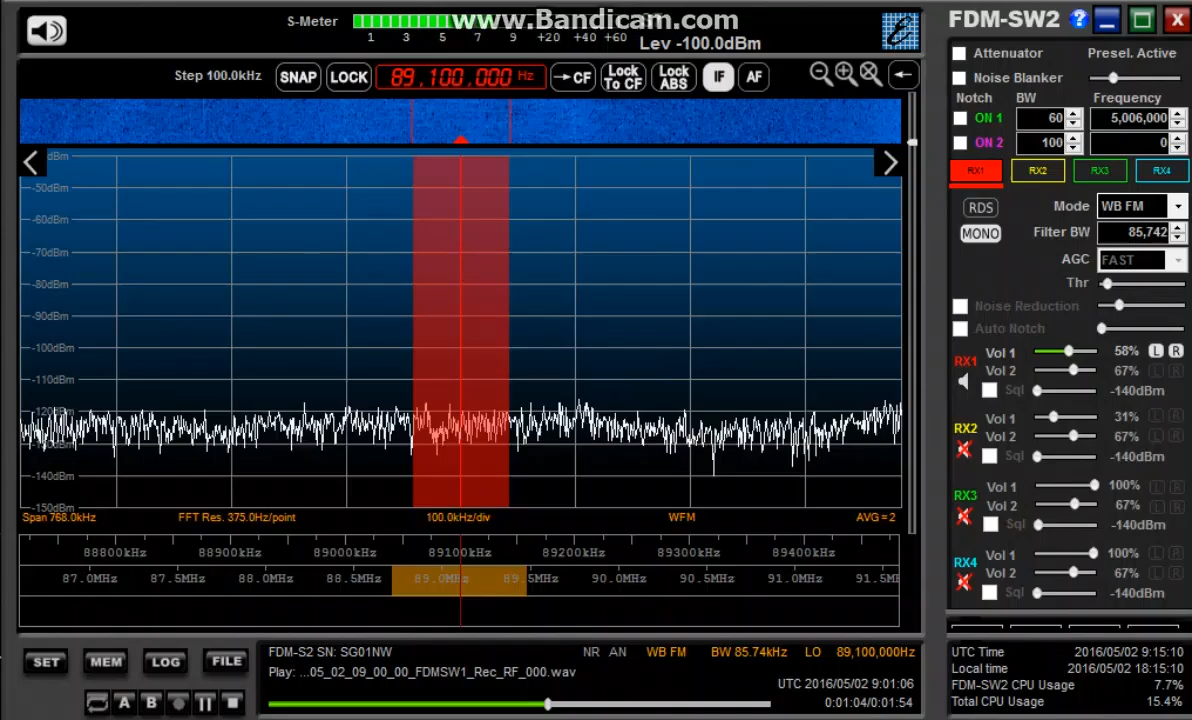 www.Bandicam.com
FDM-SW2 ?
S-Meter
1 3 5 7 9 +20 +40 +60
Lev -100.0dBm
Attenuator Presel. Active
Noise Blanker
Notch BW Frequency
ON 1 60 5,006,000
ON 2 100 0
Step 100.0kHz SNAP LOCK 89,100,000 Hz →CF Lock To CF Lock ABS IF AF
RX1 RX2 RX3 RX4
RDS Mode WB FM
MONO Filter BW 85,742
AGC FAST
Thr
Noise Reduction
Auto Notch
dBm
-50dBm
-60dBm
-70dBm
-80dBm
-90dBm
-100dBm
-110dBm
-120dBm
-130dBm
-140dBm
-150dBm
RX1 Vol 1 58% L R
Vol 2 67% L R
Sql -140dBm
RX2 Vol 1 31% L R
Vol 2 67% L R
Sql -140dBm
RX3 Vol 1 100% L R
Vol 2 67% L R
Sql -140dBm
RX4 Vol 1 100% L R
Vol 2 67% L R
Sql -140dBm
Span 768.0kHz FFT Res. 375.0Hz/point 100.0kHz/div WFM AVG = 2
88800kHz 88900kHz 89000kHz 89100kHz 89200kHz 89300kHz 89400kHz
87.0MHz 87.5MHz 88.0MHz 88.5MHz 89.0MHz 89.5MHz 90.0MHz 90.5MHz 91.0MHz 91.5MH
SET MEM LOG FILE
A B
FDM-S2 SN: SG01NW NR AN WB FM BW 85.74kHz LO 89,100,000Hz
Play: ...05_02_09_00_00_FDMSW1_Rec_RF_000.wav
UTC 2016/05/02 9:01:06
0:01:04/0:01:54
UTC Time 2016/05/02 9:15:10
Local time 2016/05/02 18:15:10
FDM-SW2 CPU Usage 7.7%
Total CPU Usage 15.4%